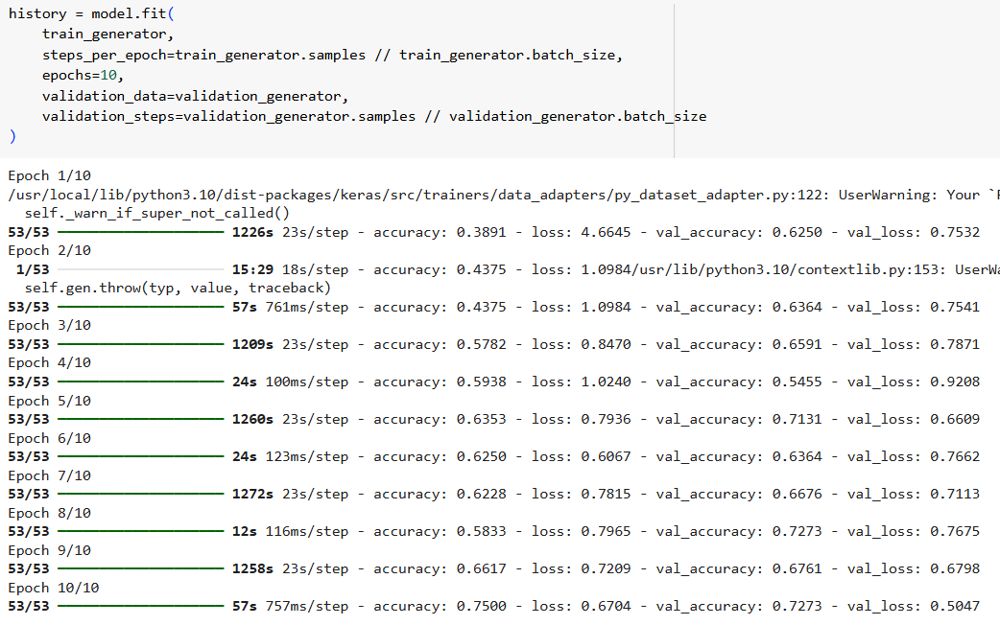 history = model.fit(
    train_generator,
    steps_per_epoch=train_generator.samples // train_generator.batch_size,
    epochs=10,
    validation_data=validation_generator,
    validation_steps=validation_generator.samples // validation_generator.batch_size
)
Epoch 1/10
/usr/local/lib/python3.10/dist-packages/keras/src/trainers/data_adapters/py_dataset_adapter.py:122: UserWarning: Your `
  self._warn_if_super_not_called()
53/53 ━━━━━━━━━━━━━━━━━━━━ 1226s 23s/step - accuracy: 0.3891 - loss: 4.6645 - val_accuracy: 0.6250 - val_loss: 0.7532
Epoch 2/10
 1/53 ━━━━━━━━━━━━━━━━━━━━ 15:29 18s/step - accuracy: 0.4375 - loss: 1.0984/usr/lib/python3.10/contextlib.py:153:
  self.gen.throw(typ, value, traceback)
53/53 ━━━━━━━━━━━━━━━━━━━━ 57s 761ms/step - accuracy: 0.4375 - loss: 1.0984 - val_accuracy: 0.6364 - val_loss: 0.7541
Epoch 3/10
53/53 ━━━━━━━━━━━━━━━━━━━━ 1209s 23s/step - accuracy: 0.5782 - loss: 0.8470 - val_accuracy: 0.6591 - val_loss: 0.7871
Epoch 4/10
53/53 ━━━━━━━━━━━━━━━━━━━━ 24s 100ms/step - accuracy: 0.5938 - loss: 1.0240 - val_accuracy: 0.5455 - val_loss: 0.9208
Epoch 5/10
53/53 ━━━━━━━━━━━━━━━━━━━━ 1260s 23s/step - accuracy: 0.6353 - loss: 0.7936 - val_accuracy: 0.7131 - val_loss: 0.6609
Epoch 6/10
53/53 ━━━━━━━━━━━━━━━━━━━━ 24s 123ms/step - accuracy: 0.6250 - loss: 0.6067 - val_accuracy: 0.6364 - val_loss: 0.7662
Epoch 7/10
53/53 ━━━━━━━━━━━━━━━━━━━━ 1272s 23s/step - accuracy: 0.6228 - loss: 0.7815 - val_accuracy: 0.6676 - val_loss: 0.7113
Epoch 8/10
53/53 ━━━━━━━━━━━━━━━━━━━━ 12s 116ms/step - accuracy: 0.5833 - loss: 0.7965 - val_accuracy: 0.7273 - val_loss: 0.7675
Epoch 9/10
53/53 ━━━━━━━━━━━━━━━━━━━━ 1258s 23s/step - accuracy: 0.6617 - loss: 0.7209 - val_accuracy: 0.6761 - val_loss: 0.6798
Epoch 10/10
53/53 ━━━━━━━━━━━━━━━━━━━━ 57s 757ms/step - accuracy: 0.7500 - loss: 0.6704 - val_accuracy: 0.7273 - val_loss: 0.5047